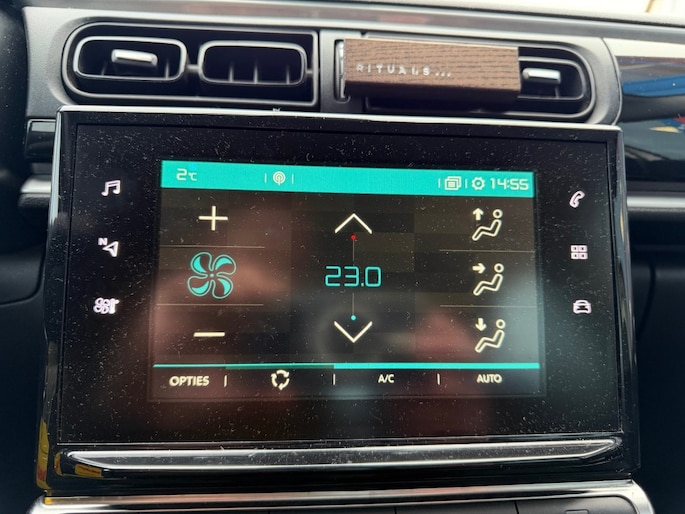 RITUALS...
2°C
14:55
N
23.0
OPTIES
A/C
AUTO